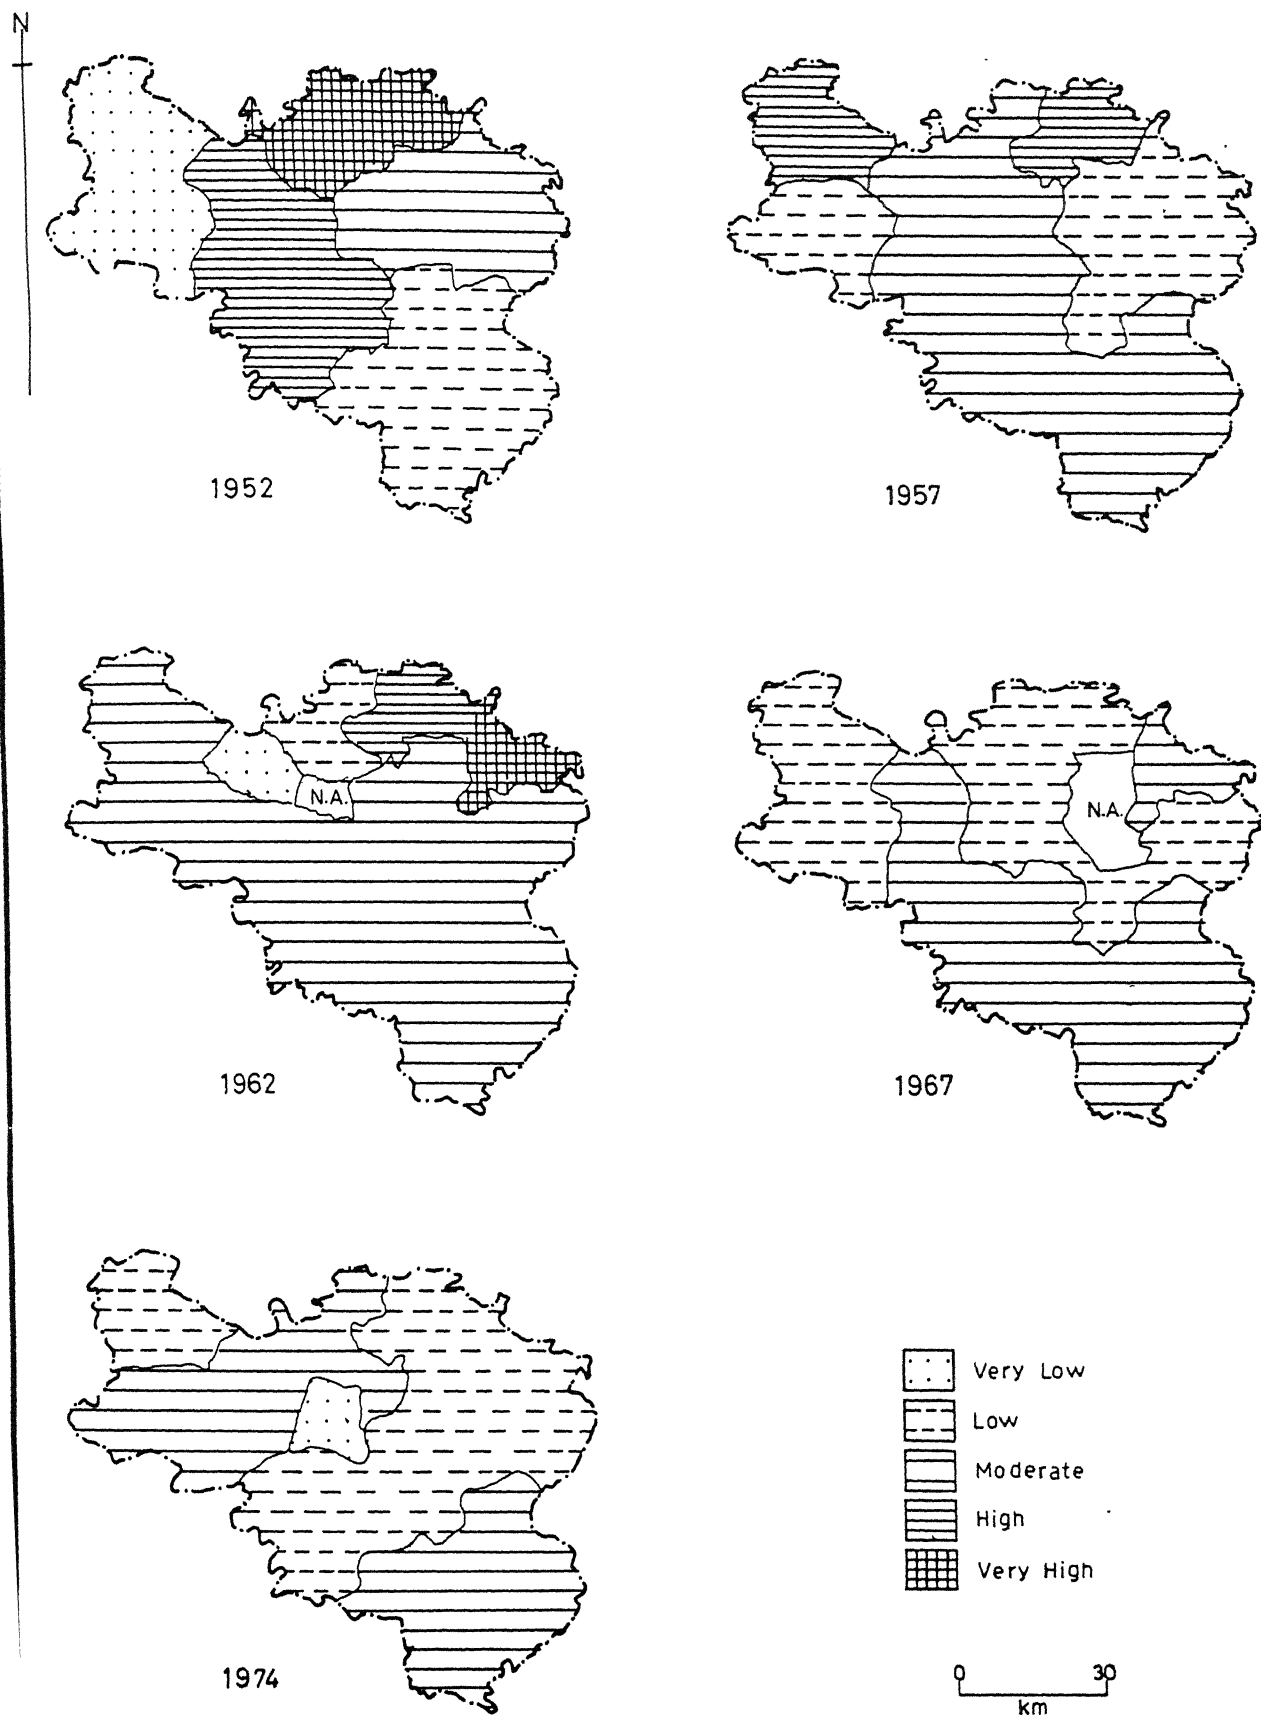 N
1952
1957
N.A.
1962
N.A.
1967
1974
Very Low
Low
Moderate
High
Very High
0 30
km